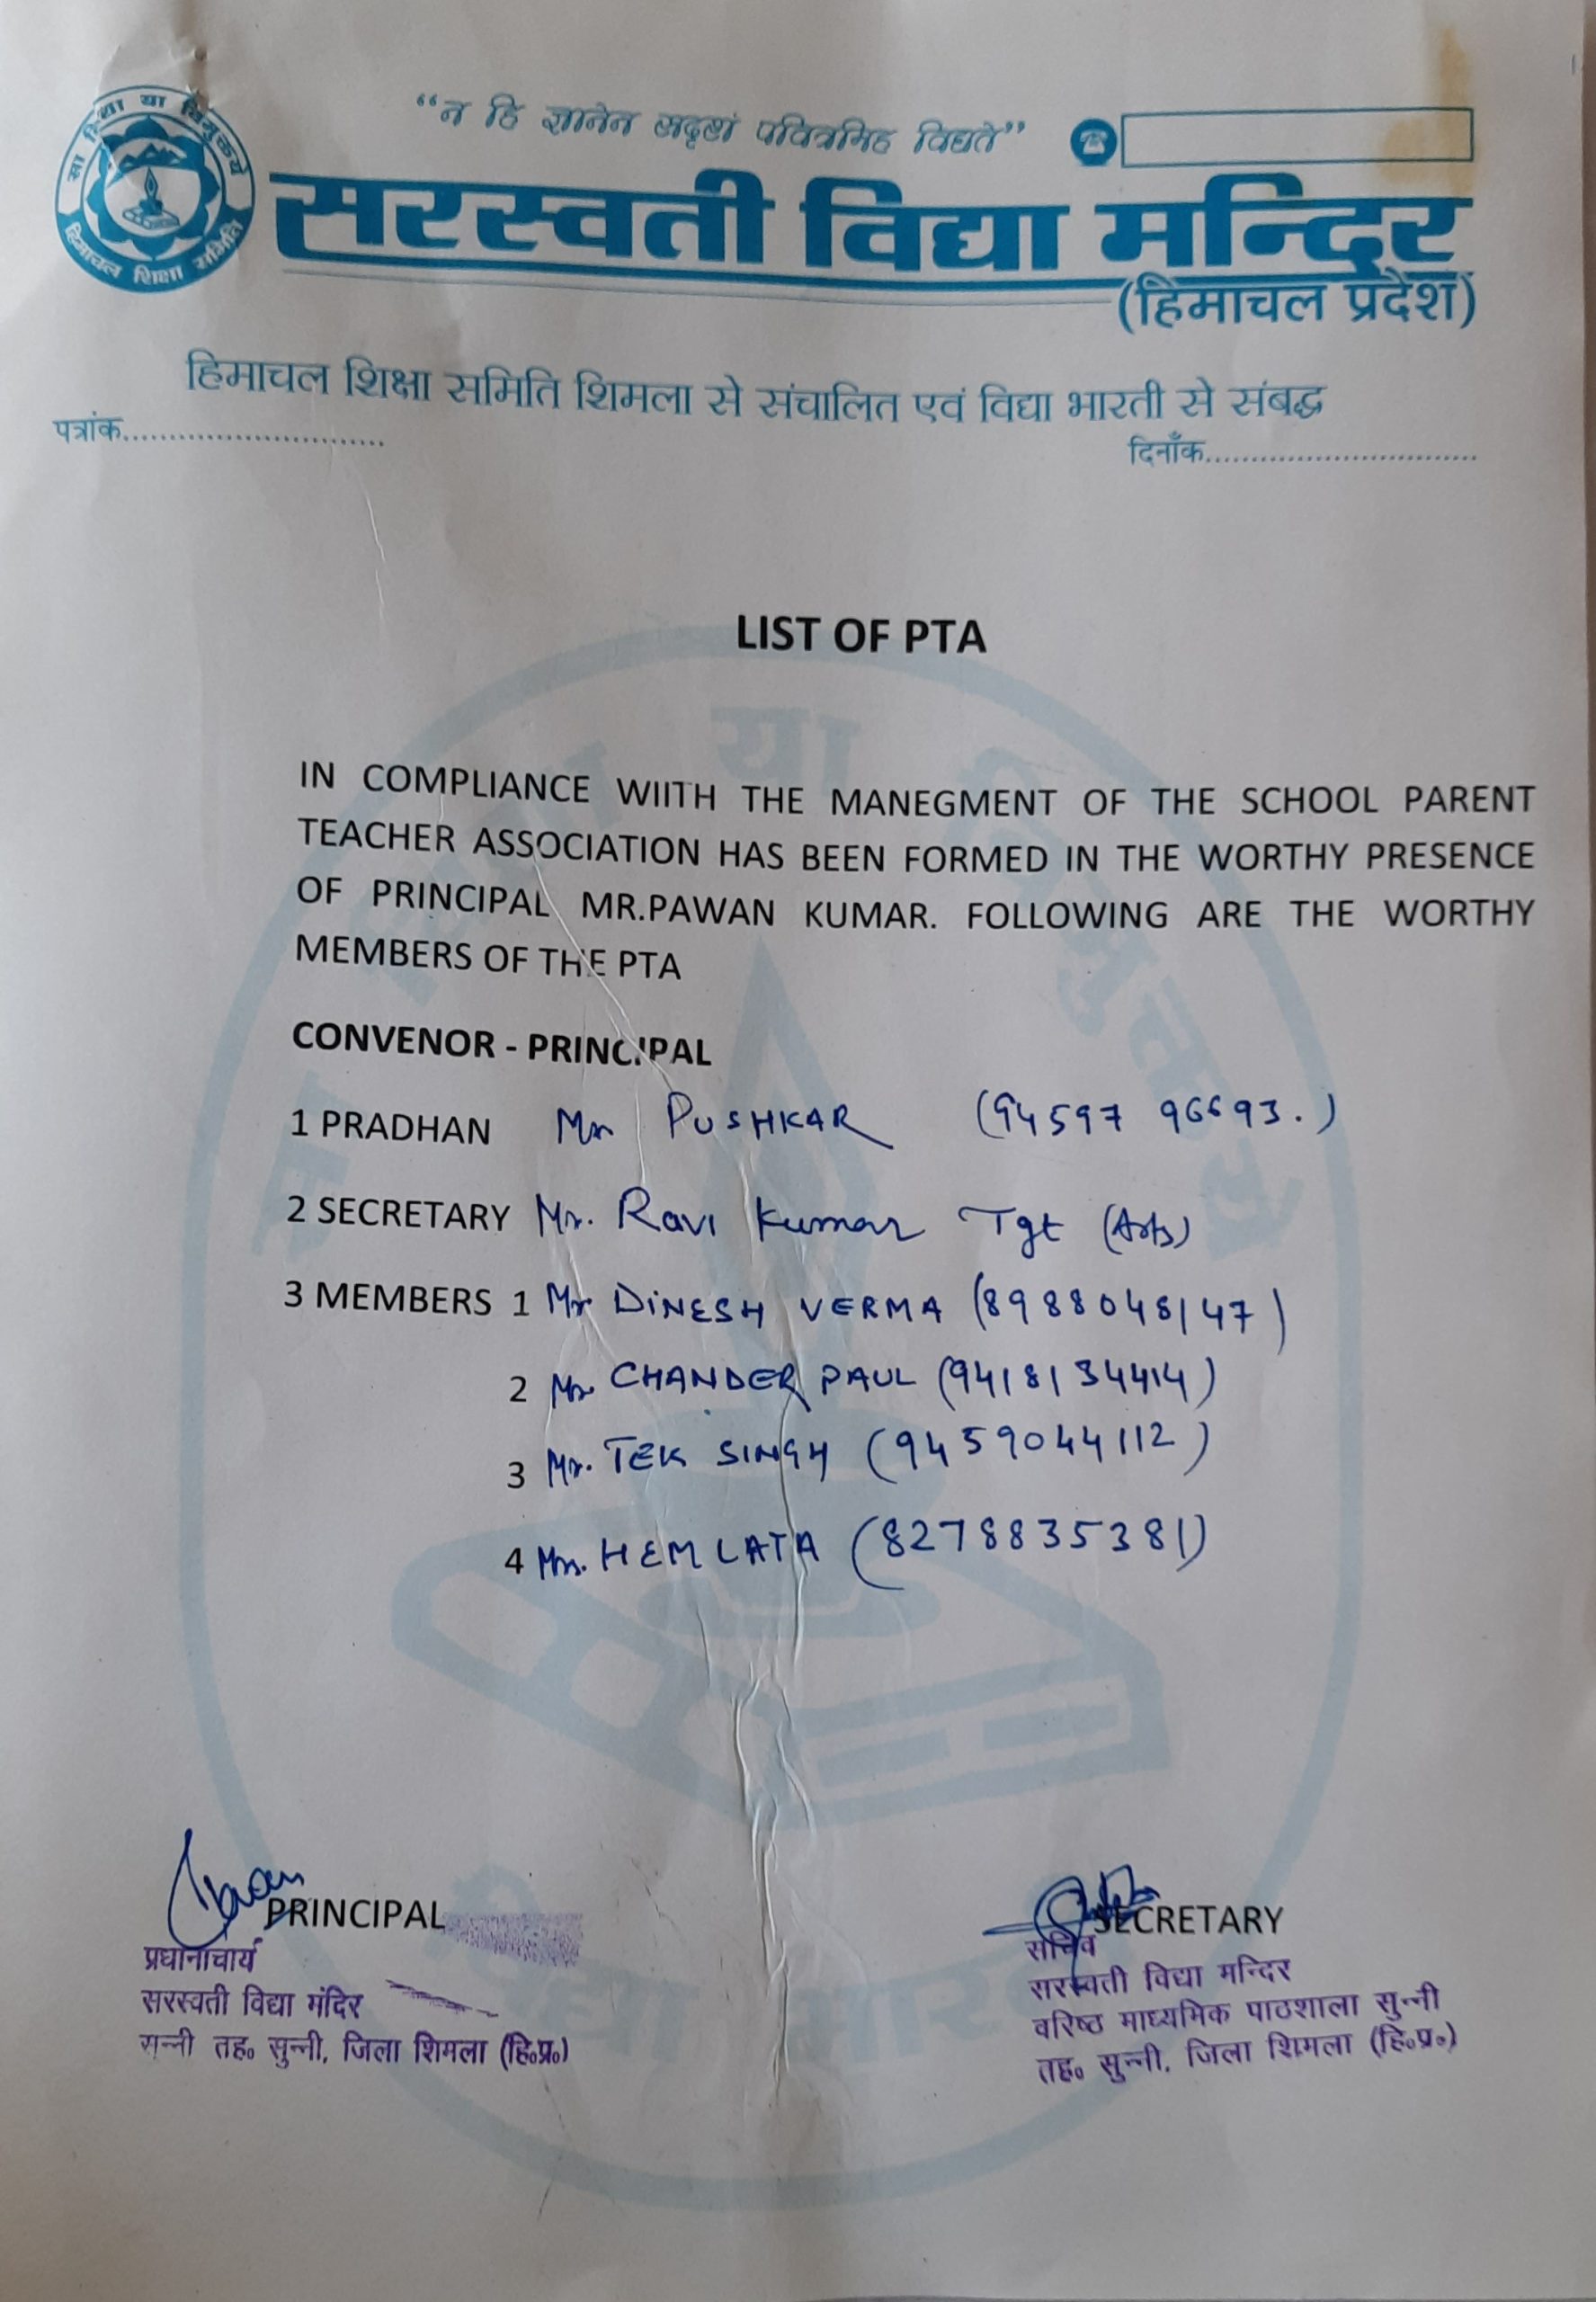 “न हि ज्ञानेन सदृशं पवित्रमिह विद्यते”
सा विद्या या विमुक्तये
हिमाचल शिक्षा समिति
सरस्वती विद्या मन्दिर
(हिमाचल प्रदेश)
हिमाचल शिक्षा समिति शिमला से संचालित एवं विद्या भारती से संबद्ध
पत्रांक............................
दिनाँक..............................
LIST OF PTA
IN COMPLIANCE WIITH THE MANEGMENT OF THE SCHOOL PARENT
TEACHER ASSOCIATION HAS BEEN FORMED IN THE WORTHY PRESENCE
OF PRINCIPAL MR.PAWAN KUMAR. FOLLOWING ARE THE WORTHY
MEMBERS OF THE PTA
CONVENOR - PRINCIPAL
1 PRADHAN Mr PUSHKAR (94597 96693.)
2 SECRETARY Mr. Ravi Kumar Tgt (Arts)
3 MEMBERS 1 Mr DINESH VERMA (8988048147)
2 Mr. CHANDER PAUL (9418134414)
3 Mr. TEK SINGH (9459044112)
4 Mrs. HEM LATA (8278835381)
Pawan
PRINCIPAL
प्रधानाचार्य
सरस्वती विद्या मंदिर
सुन्नी तह० सुन्नी, जिला शिमला (हि०प्र०)
SECRETARY
सचिव
सरस्वती विद्या मन्दिर
वरिष्ठ माध्यमिक पाठशाला सुन्नी
तह० सुन्नी, जिला शिमला (हि०प्र०)